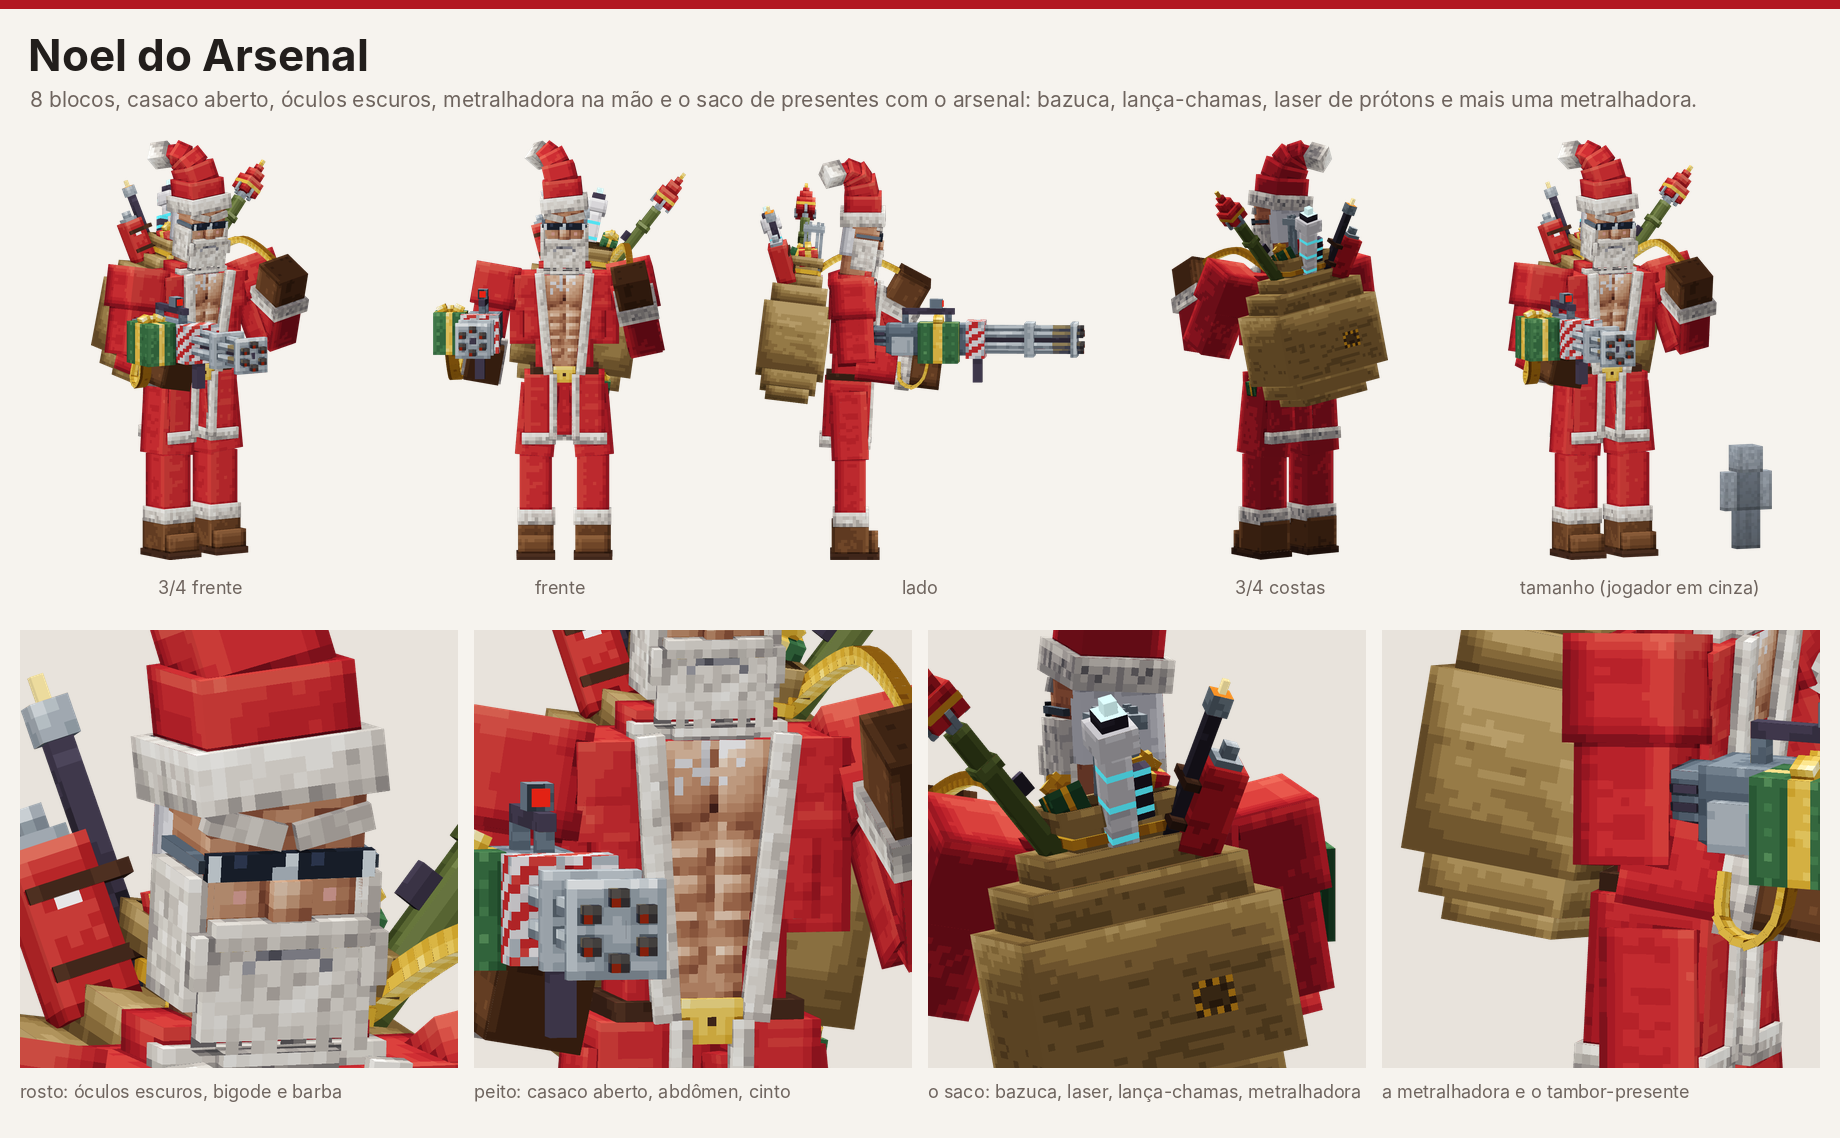 Noel do Arsenal
8 blocos, casaco aberto, óculos escuros, metralhadora na mão e o saco de presentes com o arsenal: bazuca, lança-chamas, laser de prótons e mais uma metralhadora.
3/4 frente
frente
lado
3/4 costas
tamanho (jogador em cinza)
rosto: óculos escuros, bigode e barba
peito: casaco aberto, abdômen, cinto
o saco: bazuca, laser, lança-chamas, metralhadora
a metralhadora e o tambor-presente